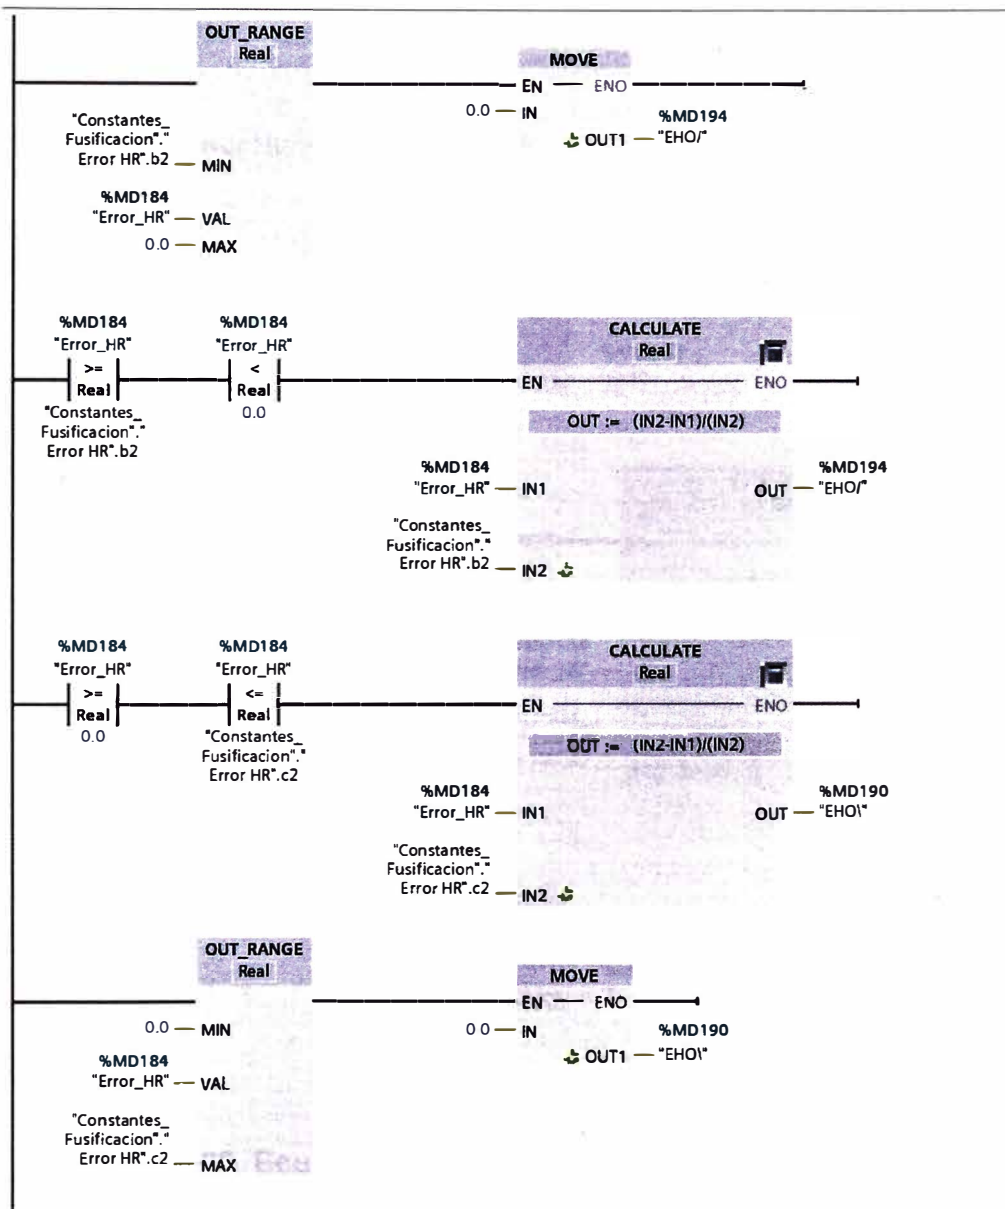 OUT_RANGE
Real
MOVE
EN — ENO
0.0 — IN
"Constantes_
Fusificacion"."
Error HR".b2 — MIN
%MD194
OUT1 — "EHO/"
%MD184
"Error_HR" — VAL
0.0 — MAX
%MD184
"Error_HR"
>=
Real
"Constantes_
Fusificacion"."
Error HR".b2
%MD184
"Error_HR"
<
Real
0.0
CALCULATE
Real
EN — ENO
OUT := (IN2-IN1)/(IN2)
%MD184
"Error_HR" — IN1
%MD194
OUT — "EHO/"
"Constantes_
Fusificacion"."
Error HR".b2 — IN2
%MD184
"Error_HR"
>=
Real
0.0
%MD184
"Error_HR"
<=
Real
"Constantes_
Fusificacion"."
Error HR".c2
CALCULATE
Real
EN — ENO
OUT := (IN2-IN1)/(IN2)
%MD184
"Error_HR" — IN1
%MD190
OUT — "EHO\"
"Constantes_
Fusificacion"."
Error HR".c2 — IN2
OUT_RANGE
Real
MOVE
EN — ENO
0.0 — MIN
0 0 — IN
%MD190
OUT1 — "EHO\"
%MD184
"Error_HR" — VAL
"Constantes_
Fusificacion"."
Error HR".c2 — MAX